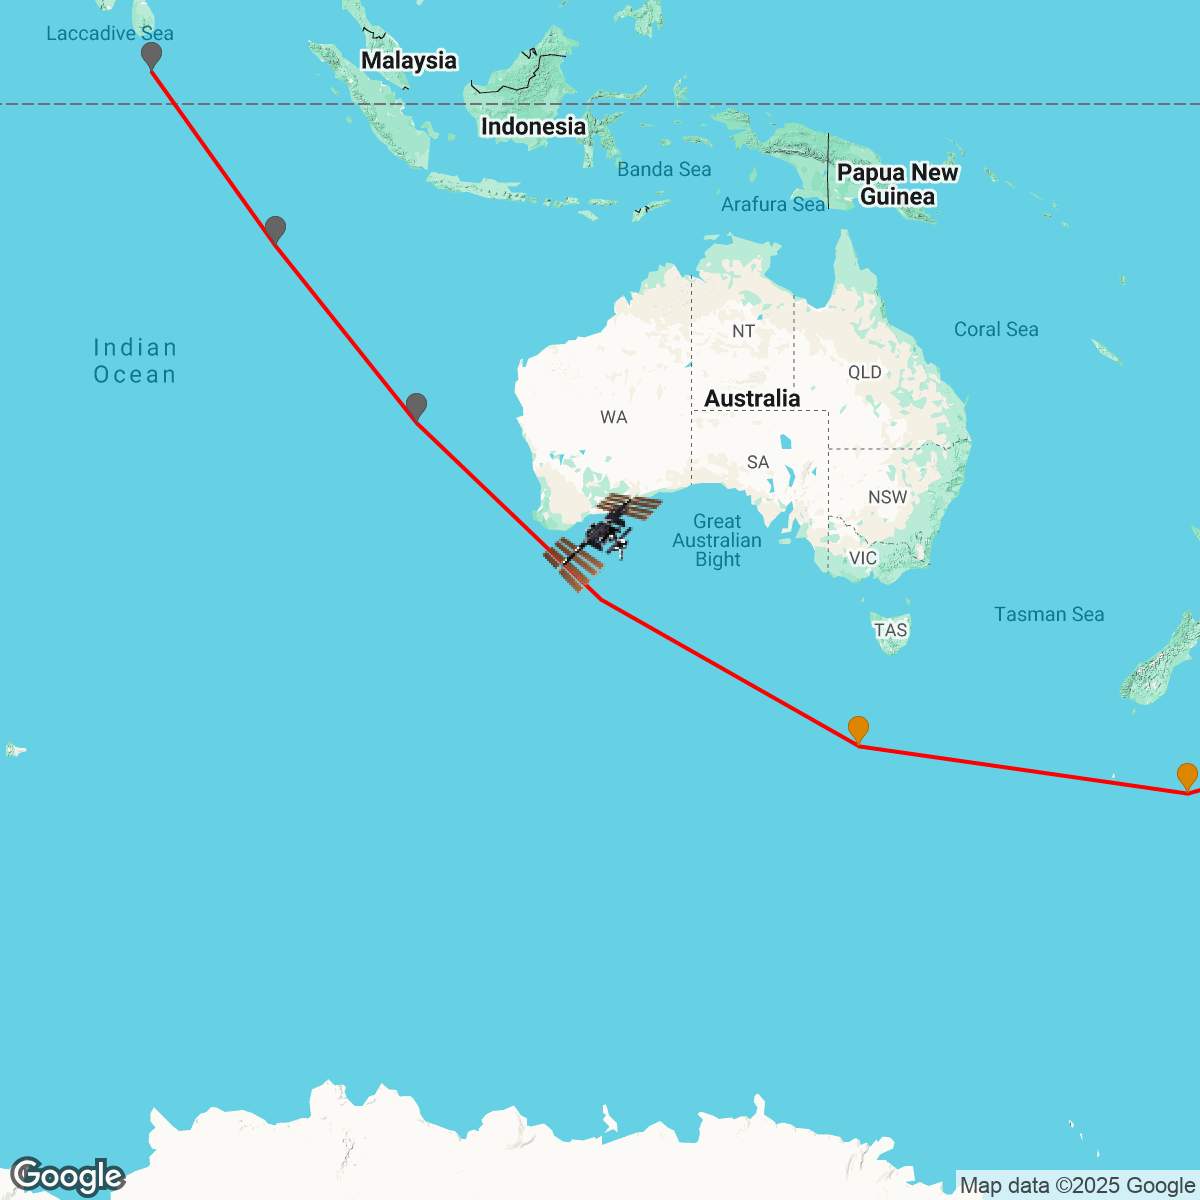 Laccadive Sea
Malaysia
Indonesia
Banda Sea
Papua New
Guinea
Arafura Sea
Indian
Ocean
NT
Coral Sea
QLD
Australia
WA
SA
NSW
Great
Australian
Bight
VIC
Tasman Sea
TAS
Google
Map data ©2025 Google